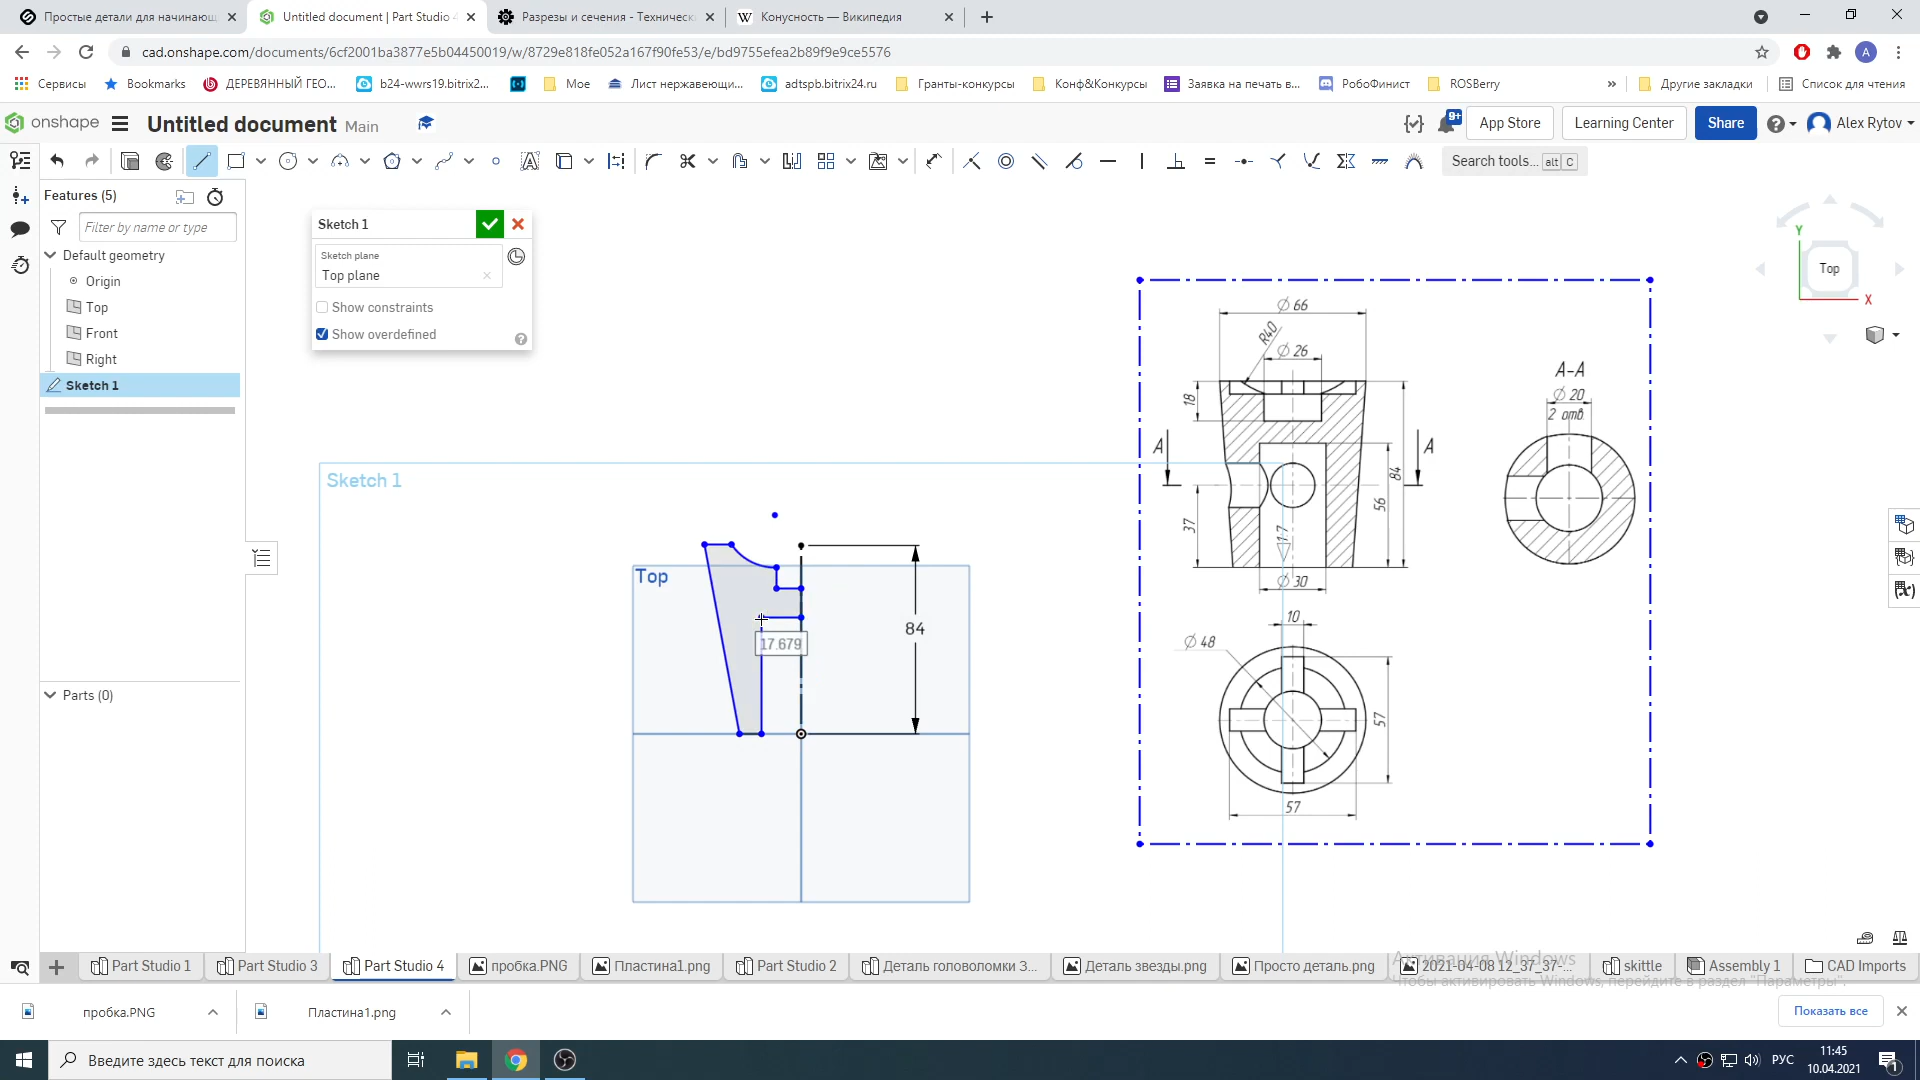 Простые детали для начинающ
Untitled document | Part Studio 4
Разрезы и сечения - Техническ
Конусность — Википедия
cad.onshape.com/documents/6cf2001ba3877e5b04450019/w/8729e818fe052a167f90fe53/e/bd9755efea2b89f9e9ce5576
Сервисы
Bookmarks
ДЕРЕВЯННЫЙ ГЕО...
b24-wwrs19.bitrix2...
Мое
Лист нержавеющи...
adtspb.bitrix24.ru
Гранты-конкурсы
Конф&Конкурсы
Заявка на печать в...
РобоФинист
ROSBerry
»
Другие закладки
Список для чтения
onshape
Untitled document Main
9+
App Store
Learning Center
Share
Alex Rytov
Search tools... alt C
Features (5)
Filter by name or type
Default geometry
Origin
Top
Front
Right
Sketch 1
Parts (0)
Sketch 1
Sketch plane
Top plane
Show constraints
Show overdefined
Sketch 1
Top
84
17.679
Ø 66
R40
Ø 26
18
A
A
37
1:7
56
84
Ø 30
A-A
Ø 20
2 отв.
10
Ø 48
57
57
Y
Top
X
Активация Windows
Чтобы активировать Windows, перейдите в раздел "Параметры".
Part Studio 1
Part Studio 3
Part Studio 4
пробка.PNG
Пластина1.png
Part Studio 2
Деталь головоломки З...
Деталь звезды.png
Просто деталь.png
2021-04-08 12_37_37-...
skittle
Assembly 1
CAD Imports
пробка.PNG
Пластина1.png
Показать все
Введите здесь текст для поиска
РУС
11:45
10.04.2021
1